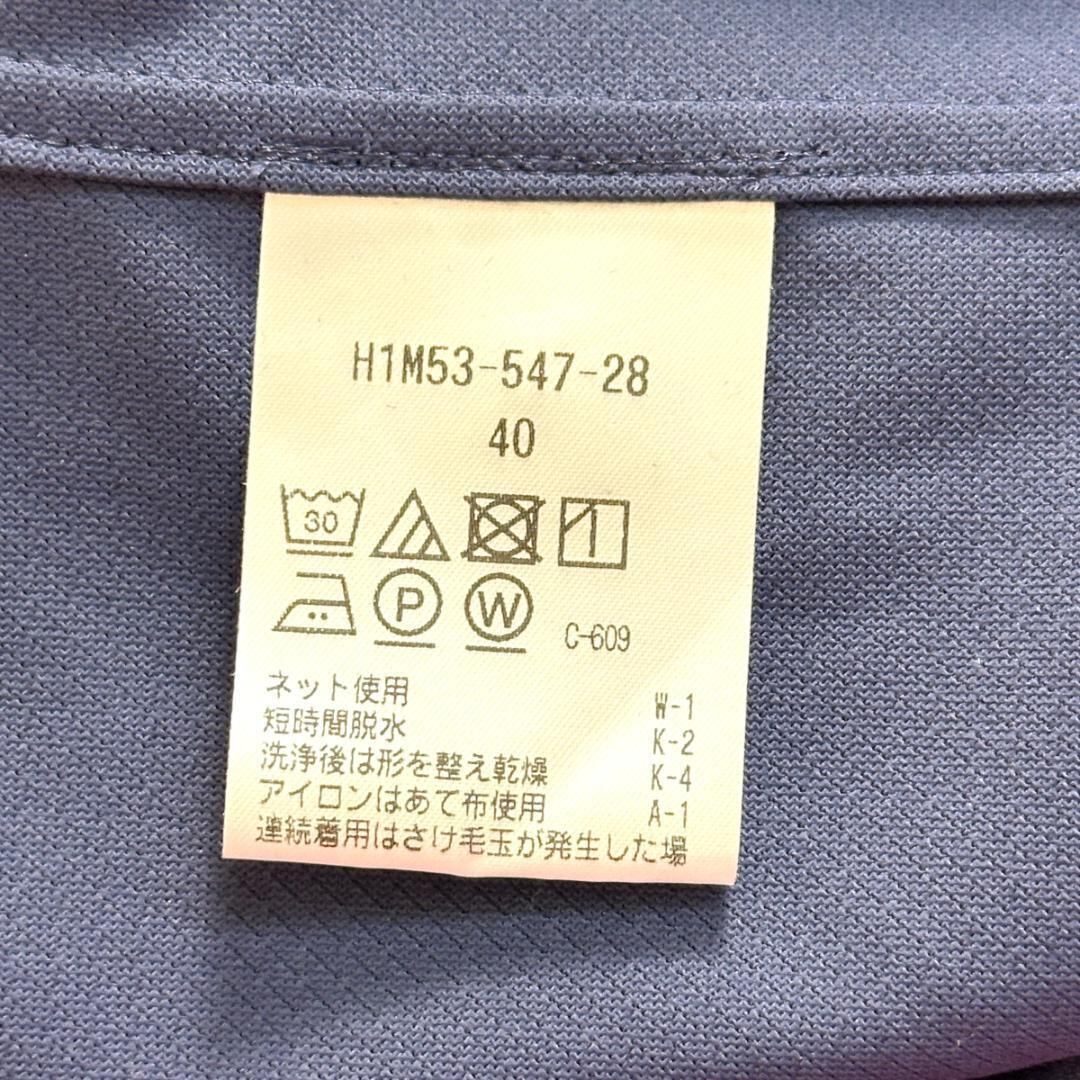 H1M53-547-28
40
30
P W C-609
ネット使用 W-1
短時間脱水 K-2
洗浄後は形を整え乾燥 K-4
アイロンはあて布使用 A-1
連続着用はさけ毛玉が発生した場